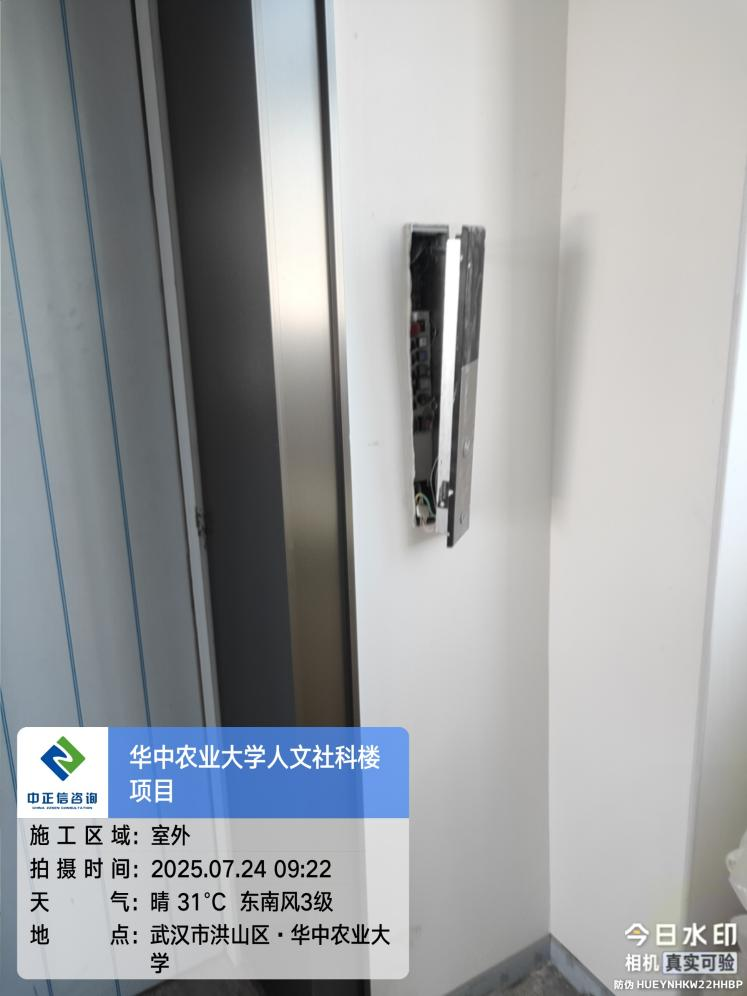 华中农业大学人文社科楼
项目
中正信咨询
CHINA ZENXIN CONSULTATION
施工区域：室外
拍摄时间：2025.07.24 09:22
天气：晴 31℃ 东南风3级
地点：武汉市洪山区·华中农业大
学
今日水印
相机 真实可验
防伪 HUEYNHKW22HHBP